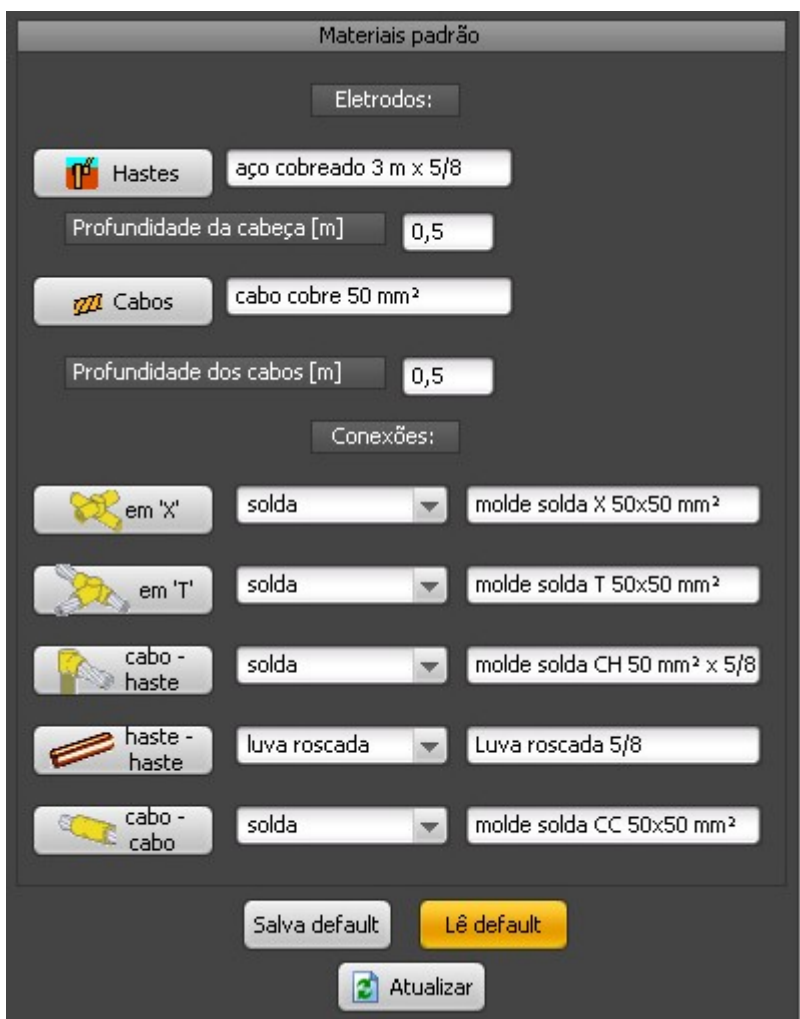 Materiais padrão
Eletrodos:
Hastes aço cobreado 3 m x 5/8
Profundidade da cabeça [m] 0,5
Cabos cabo cobre 50 mm²
Profundidade dos cabos [m] 0,5
Conexões:
em 'X' solda molde solda X 50x50 mm²
em 'T' solda molde solda T 50x50 mm²
cabo -
haste solda molde solda CH 50 mm² x 5/8
haste -
haste luva roscada Luva roscada 5/8
cabo -
cabo solda molde solda CC 50x50 mm²
Salva default Lê default
Atualizar